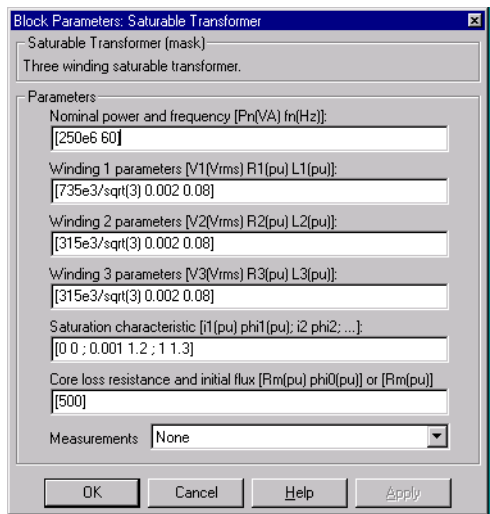 Block Parameters: Saturable Transformer
Saturable Transformer (mask)
Three winding saturable transformer.
Parameters
Nominal power and frequency [Pn(VA) fn(Hz)]:
[250e6 60]
Winding 1 parameters [V1(Vrms) R1(pu) L1(pu)]:
[735e3/sqrt(3) 0.002 0.08]
Winding 2 parameters [V2(Vrms) R2(pu) L2(pu)]:
[315e3/sqrt(3) 0.002 0.08]
Winding 3 parameters [V3(Vrms) R3(pu) L3(pu)]:
[315e3/sqrt(3) 0.002 0.08]
Saturation characteristic [i1(pu) phi1(pu); i2 phi2; ...]:
[0 0 ; 0.001 1.2 ; 1 1.3]
Core loss resistance and initial flux [Rm(pu) phi0(pu)] or [Rm(pu)]
[500]
Measurements None
OK Cancel Help Apply